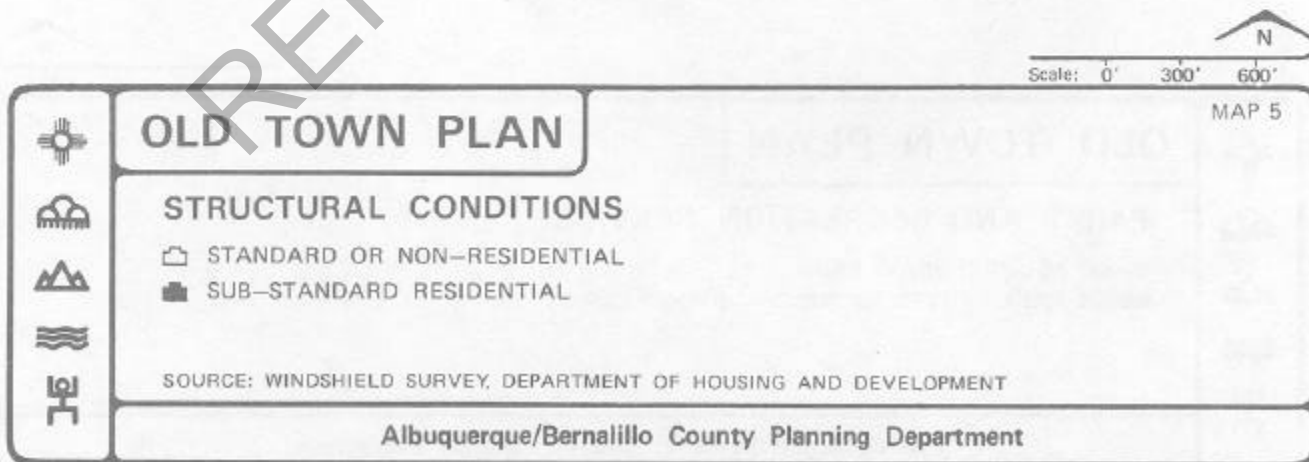 N
Scale: 0' 300' 600'
MAP 5
OLD TOWN PLAN
STRUCTURAL CONDITIONS
STANDARD OR NON–RESIDENTIAL
SUB–STANDARD RESIDENTIAL
SOURCE: WINDSHIELD SURVEY, DEPARTMENT OF HOUSING AND DEVELOPMENT
Albuquerque/Bernalillo County Planning Department